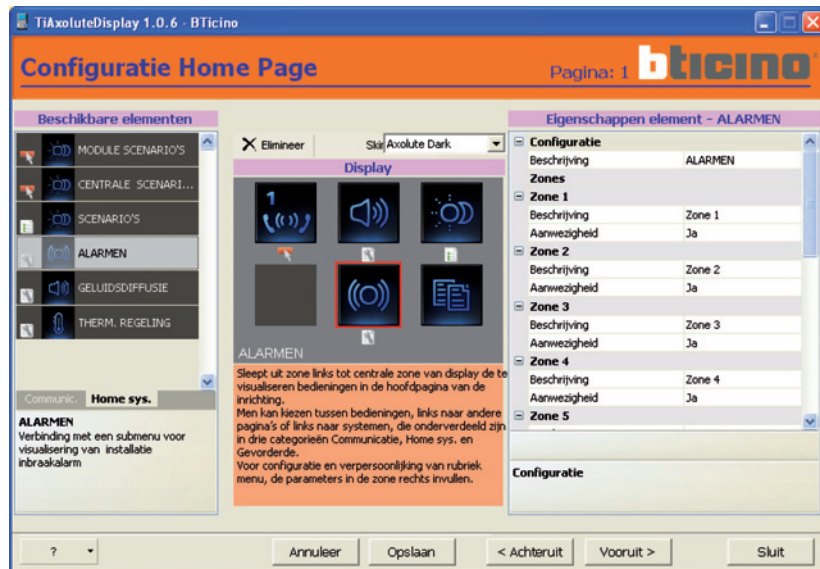 TiAxoluteDisplay 1.0.6 - BTicino
Configuratie Home Page
Pagina: 1
bticino
Beschikbare elementen
MODULE SCENARIO'S
CENTRALE SCENARI...
SCENARIO'S
ALARMEN
GELUIDSDIFFUSIE
THERM. REGELING
Communic.
Home sys.
ALARMEN
Verbinding met een submenu voor
visualisering van installatie
inbraakalarm
Elimineer
Skin
Axolute Dark
Display
1
ALARMEN
Sleept uit zone links tot centrale zone van display de te
visualiseren bedieningen in de hoofdpagina van de
inrichting.
Men kan kiezen tussen bedieningen, links naar andere
pagina's of links naar systemen, die onderverdeeld zijn
in drie categorieën Communicatie, Home sys. en
Gevorderde.
Voor configuratie en verpersoonlijking van rubriek
menu, de parameters in de zone rechts invullen.
Eigenschappen element - ALARMEN
Configuratie
Beschrijving ALARMEN
Zones
Zone 1
Beschrijving Zone 1
Aanwezigheid Ja
Zone 2
Beschrijving Zone 2
Aanwezigheid Ja
Zone 3
Beschrijving Zone 3
Aanwezigheid Ja
Zone 4
Beschrijving Zone 4
Aanwezigheid Ja
Zone 5
Configuratie
?
Annuleer
Opslaan
< Achteruit
Vooruit >
Sluit